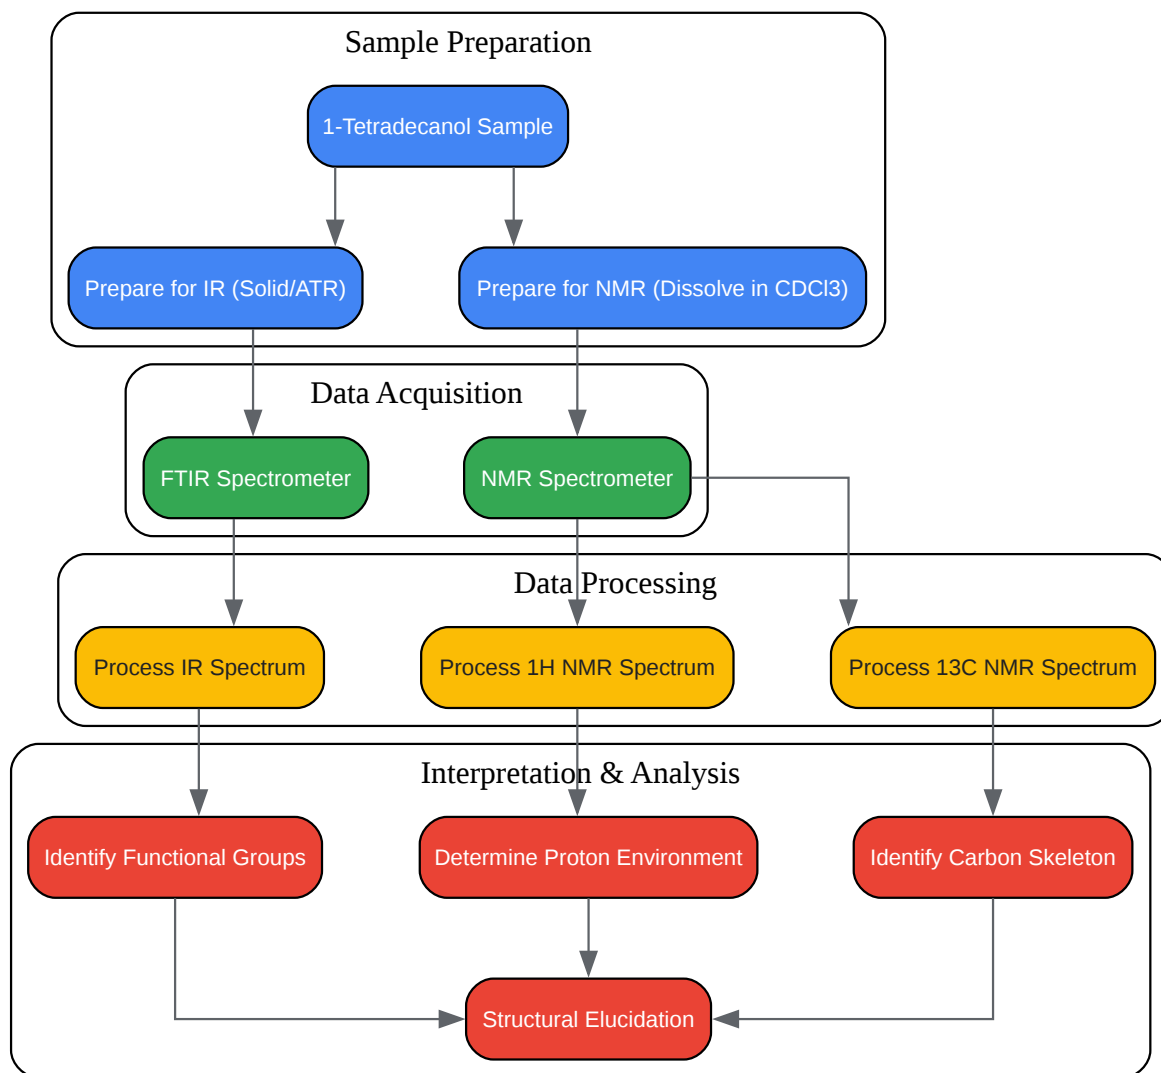 Sample Preparation
1-Tetradecanol Sample
Prepare for IR (Solid/ATR)
Prepare for NMR (Dissolve in CDCl3)
Data Acquisition
FTIR Spectrometer
NMR Spectrometer
Data Processing
Process IR Spectrum
Process 1H NMR Spectrum
Process 13C NMR Spectrum
Interpretation & Analysis
Identify Functional Groups
Determine Proton Environment
Identify Carbon Skeleton
Structural Elucidation